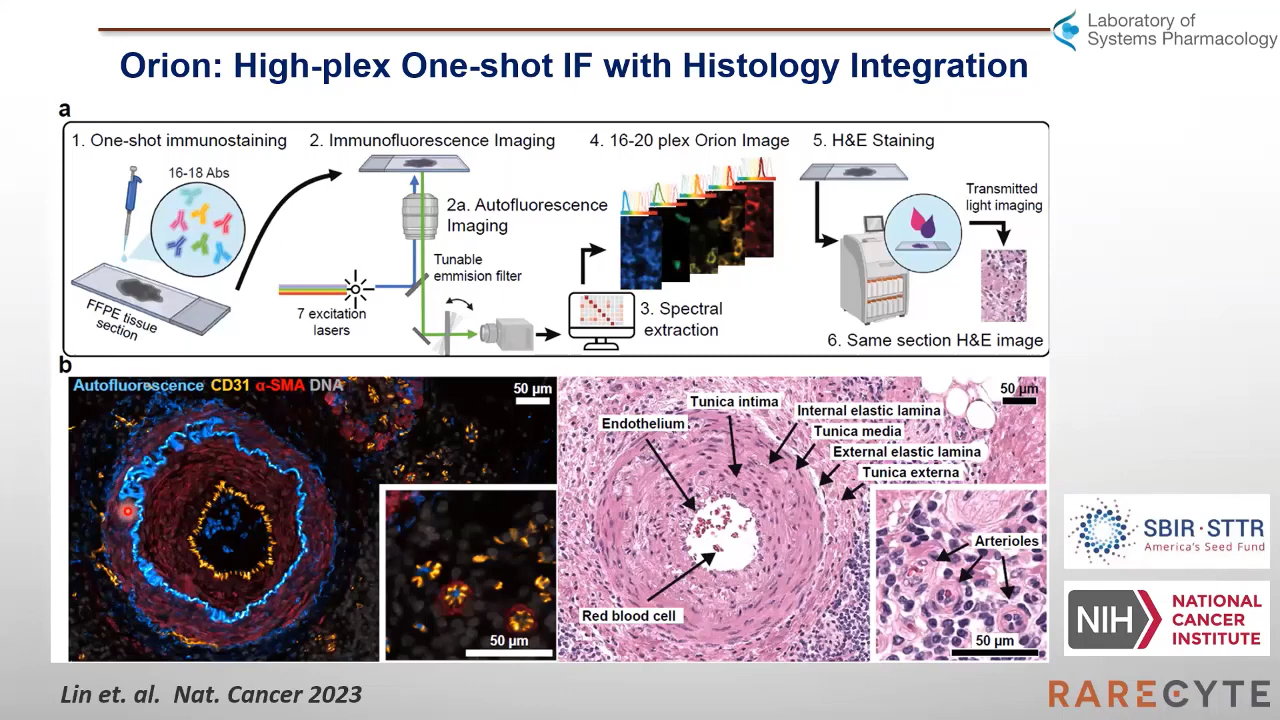 Laboratory of
Systems Pharmacology
Orion: High-plex One-shot IF with Histology Integration
a
1. One-shot immunostaining
16-18 Abs
FFPE tissue
section
2. Immunofluorescence Imaging
2a. Autofluorescence
Imaging
Tunable
emmision filter
7 excitation
lasers
3. Spectral
extraction
4. 16-20 plex Orion Image
5. H&E Staining
Transmitted
light imaging
6. Same section H&E image
b
Autofluorescence CD31 α-SMA DNA
50 µm
50 µm
Tunica intima
Endothelium
Internal elastic lamina
Tunica media
External elastic lamina
Tunica externa
Red blood cell
50 µm
Arterioles
50 µm
SBIR·STTR
America's Seed Fund
NIH
NATIONAL
CANCER
INSTITUTE
Lin et. al. Nat. Cancer 2023
RARECYTE